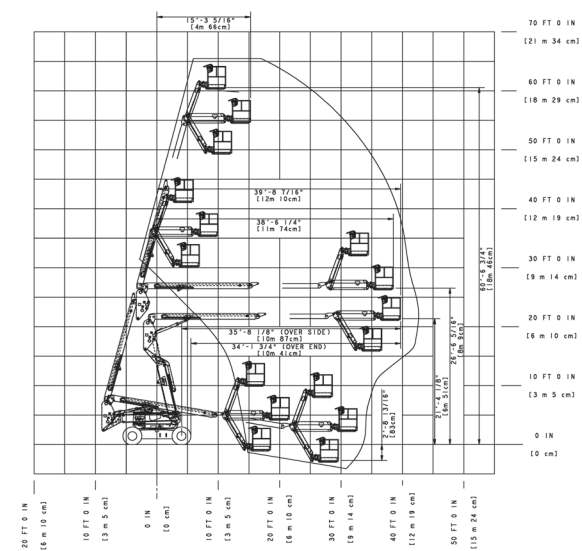 15'-3 5/16"
[4m 66cm]
70 FT 0 IN
[21 m 34 cm]
60 FT 0 IN
[18 m 29 cm]
50 FT 0 IN
[15 m 24 cm]
39'-8 7/16"
[12m 10cm]
40 FT 0 IN
[12 m 19 cm]
38'-6 1/4"
[11m 74cm]
60'-6 3/4"
[18m 46cm]
30 FT 0 IN
[9 m 14 cm]
20 FT 0 IN
[6 m 10 cm]
35'-8 1/8" (OVER SIDE)
[10m 87cm]
34'-1 3/4" (OVER END)
[10m 41cm]
26'-6 5/16"
[8m 9cm]
21'-4 1/8"
[6m 51cm]
10 FT 0 IN
[3 m 5 cm]
2'-8 13/16"
[83cm]
0 IN
[0 cm]
20 FT 0 IN
[6 m 10 cm]
10 FT 0 IN
[3 m 5 cm]
0 IN
[0 cm]
10 FT 0 IN
[3 m 5 cm]
20 FT 0 IN
[6 m 10 cm]
30 FT 0 IN
[9 m 14 cm]
40 FT 0 IN
[12 m 19 cm]
50 FT 0 IN
[15 m 24 cm]